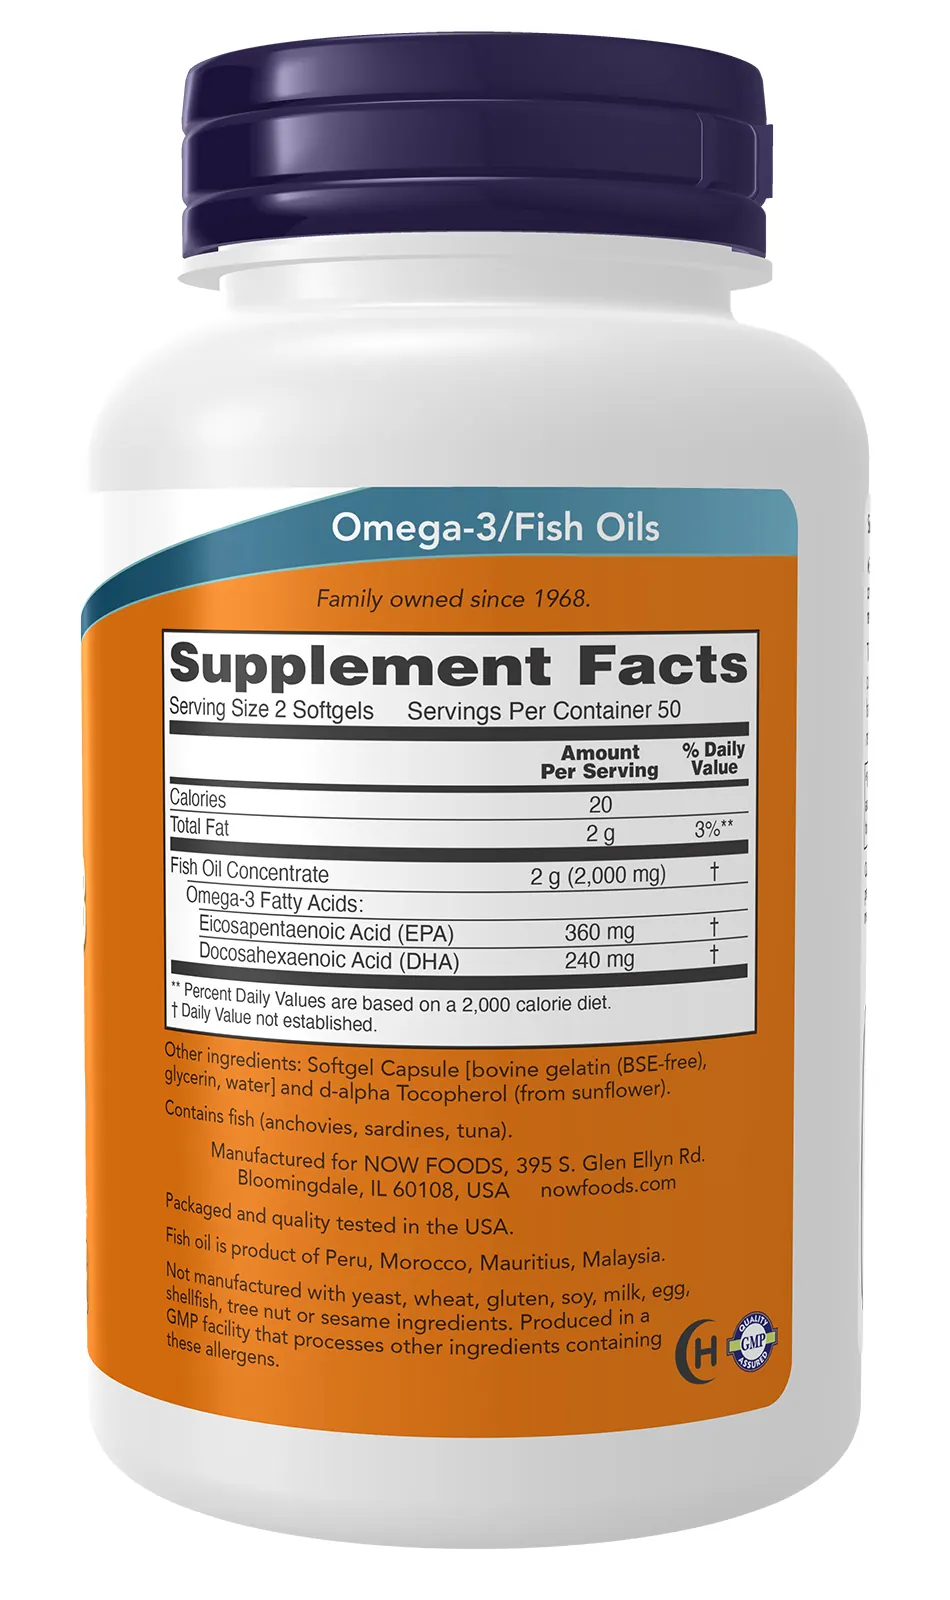 Omega-3/Fish Oils
Family owned since 1968.
Supplement Facts
Serving Size 2 Softgels Servings Per Container 50
Amount Per Serving % Daily Value
Calories 20
Total Fat 2 g 3%**
Fish Oil Concentrate 2 g (2,000 mg) †
Omega-3 Fatty Acids:
Eicosapentaenoic Acid (EPA) 360 mg †
Docosahexaenoic Acid (DHA) 240 mg †
** Percent Daily Values are based on a 2,000 calorie diet.
† Daily Value not established.
Other ingredients: Softgel Capsule [bovine gelatin (BSE-free),
glycerin, water] and d-alpha Tocopherol (from sunflower).
Contains fish (anchovies, sardines, tuna).
Manufactured for NOW FOODS, 395 S. Glen Ellyn Rd.
Bloomingdale, IL 60108, USA nowfoods.com
Packaged and quality tested in the USA.
Fish oil is product of Peru, Morocco, Mauritius, Malaysia.
Not manufactured with yeast, wheat, gluten, soy, milk, egg,
shellfish, tree nut or sesame ingredients. Produced in a
GMP facility that processes other ingredients containing
these allergens.
H
QUALITY
GMP
ASSURED